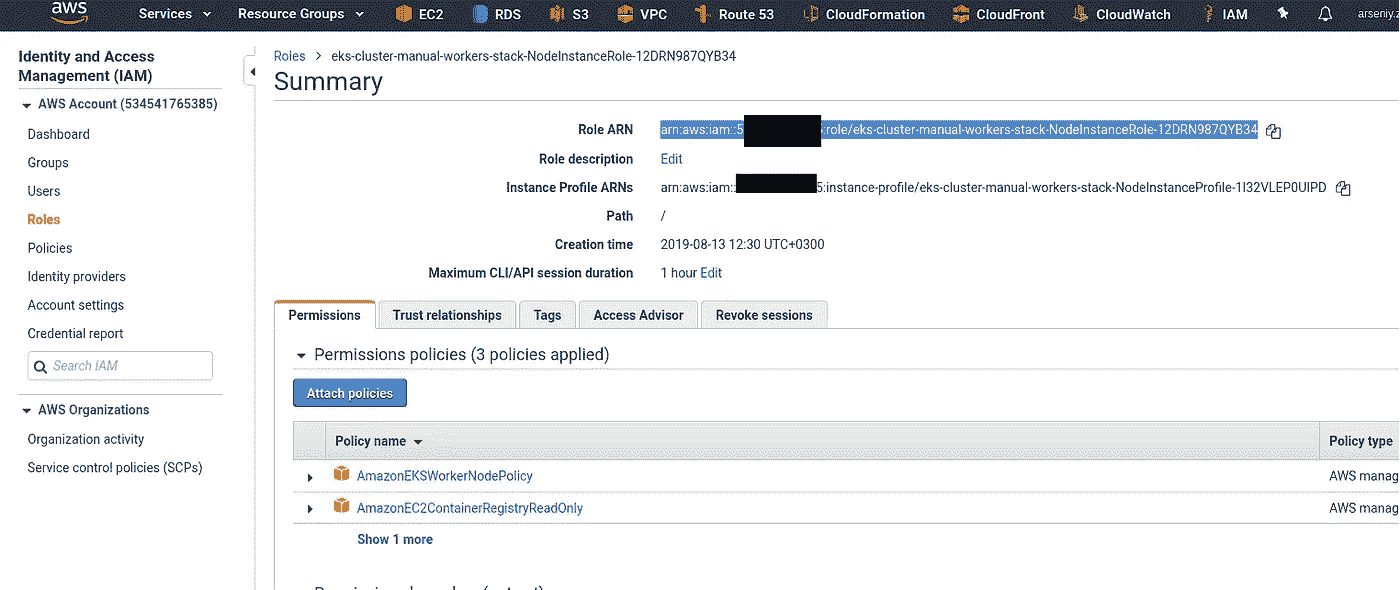 aws Services Resource Groups EC2 RDS S3 VPC Route 53 CloudFormation CloudFront CloudWatch IAM
Identity and Access
Management (IAM)
AWS Account (534541765385)
Dashboard
Groups
Users
Roles
Policies
Identity providers
Account settings
Credential report
Search IAM
AWS Organizations
Organization activity
Service control policies (SCPs)
Roles > eks-cluster-manual-workers-stack-NodeInstanceRole-12DRN987QYB34
Summary
Role ARN arn:aws:iam::5 :role/eks-cluster-manual-workers-stack-NodeInstanceRole-12DRN987QYB34
Role description Edit
Instance Profile ARNs arn:aws:iam:: 5:instance-profile/eks-cluster-manual-workers-stack-NodeInstanceProfile-1I32VLEP0UIPD
Path /
Creation time 2019-08-13 12:30 UTC+0300
Maximum CLI/API session duration 1 hour Edit
Permissions Trust relationships Tags Access Advisor Revoke sessions
Permissions policies (3 policies applied)
Attach policies
Policy name Policy type
AmazonEKSWorkerNodePolicy AWS manag
AmazonEC2ContainerRegistryReadOnly AWS manag
Show 1 more